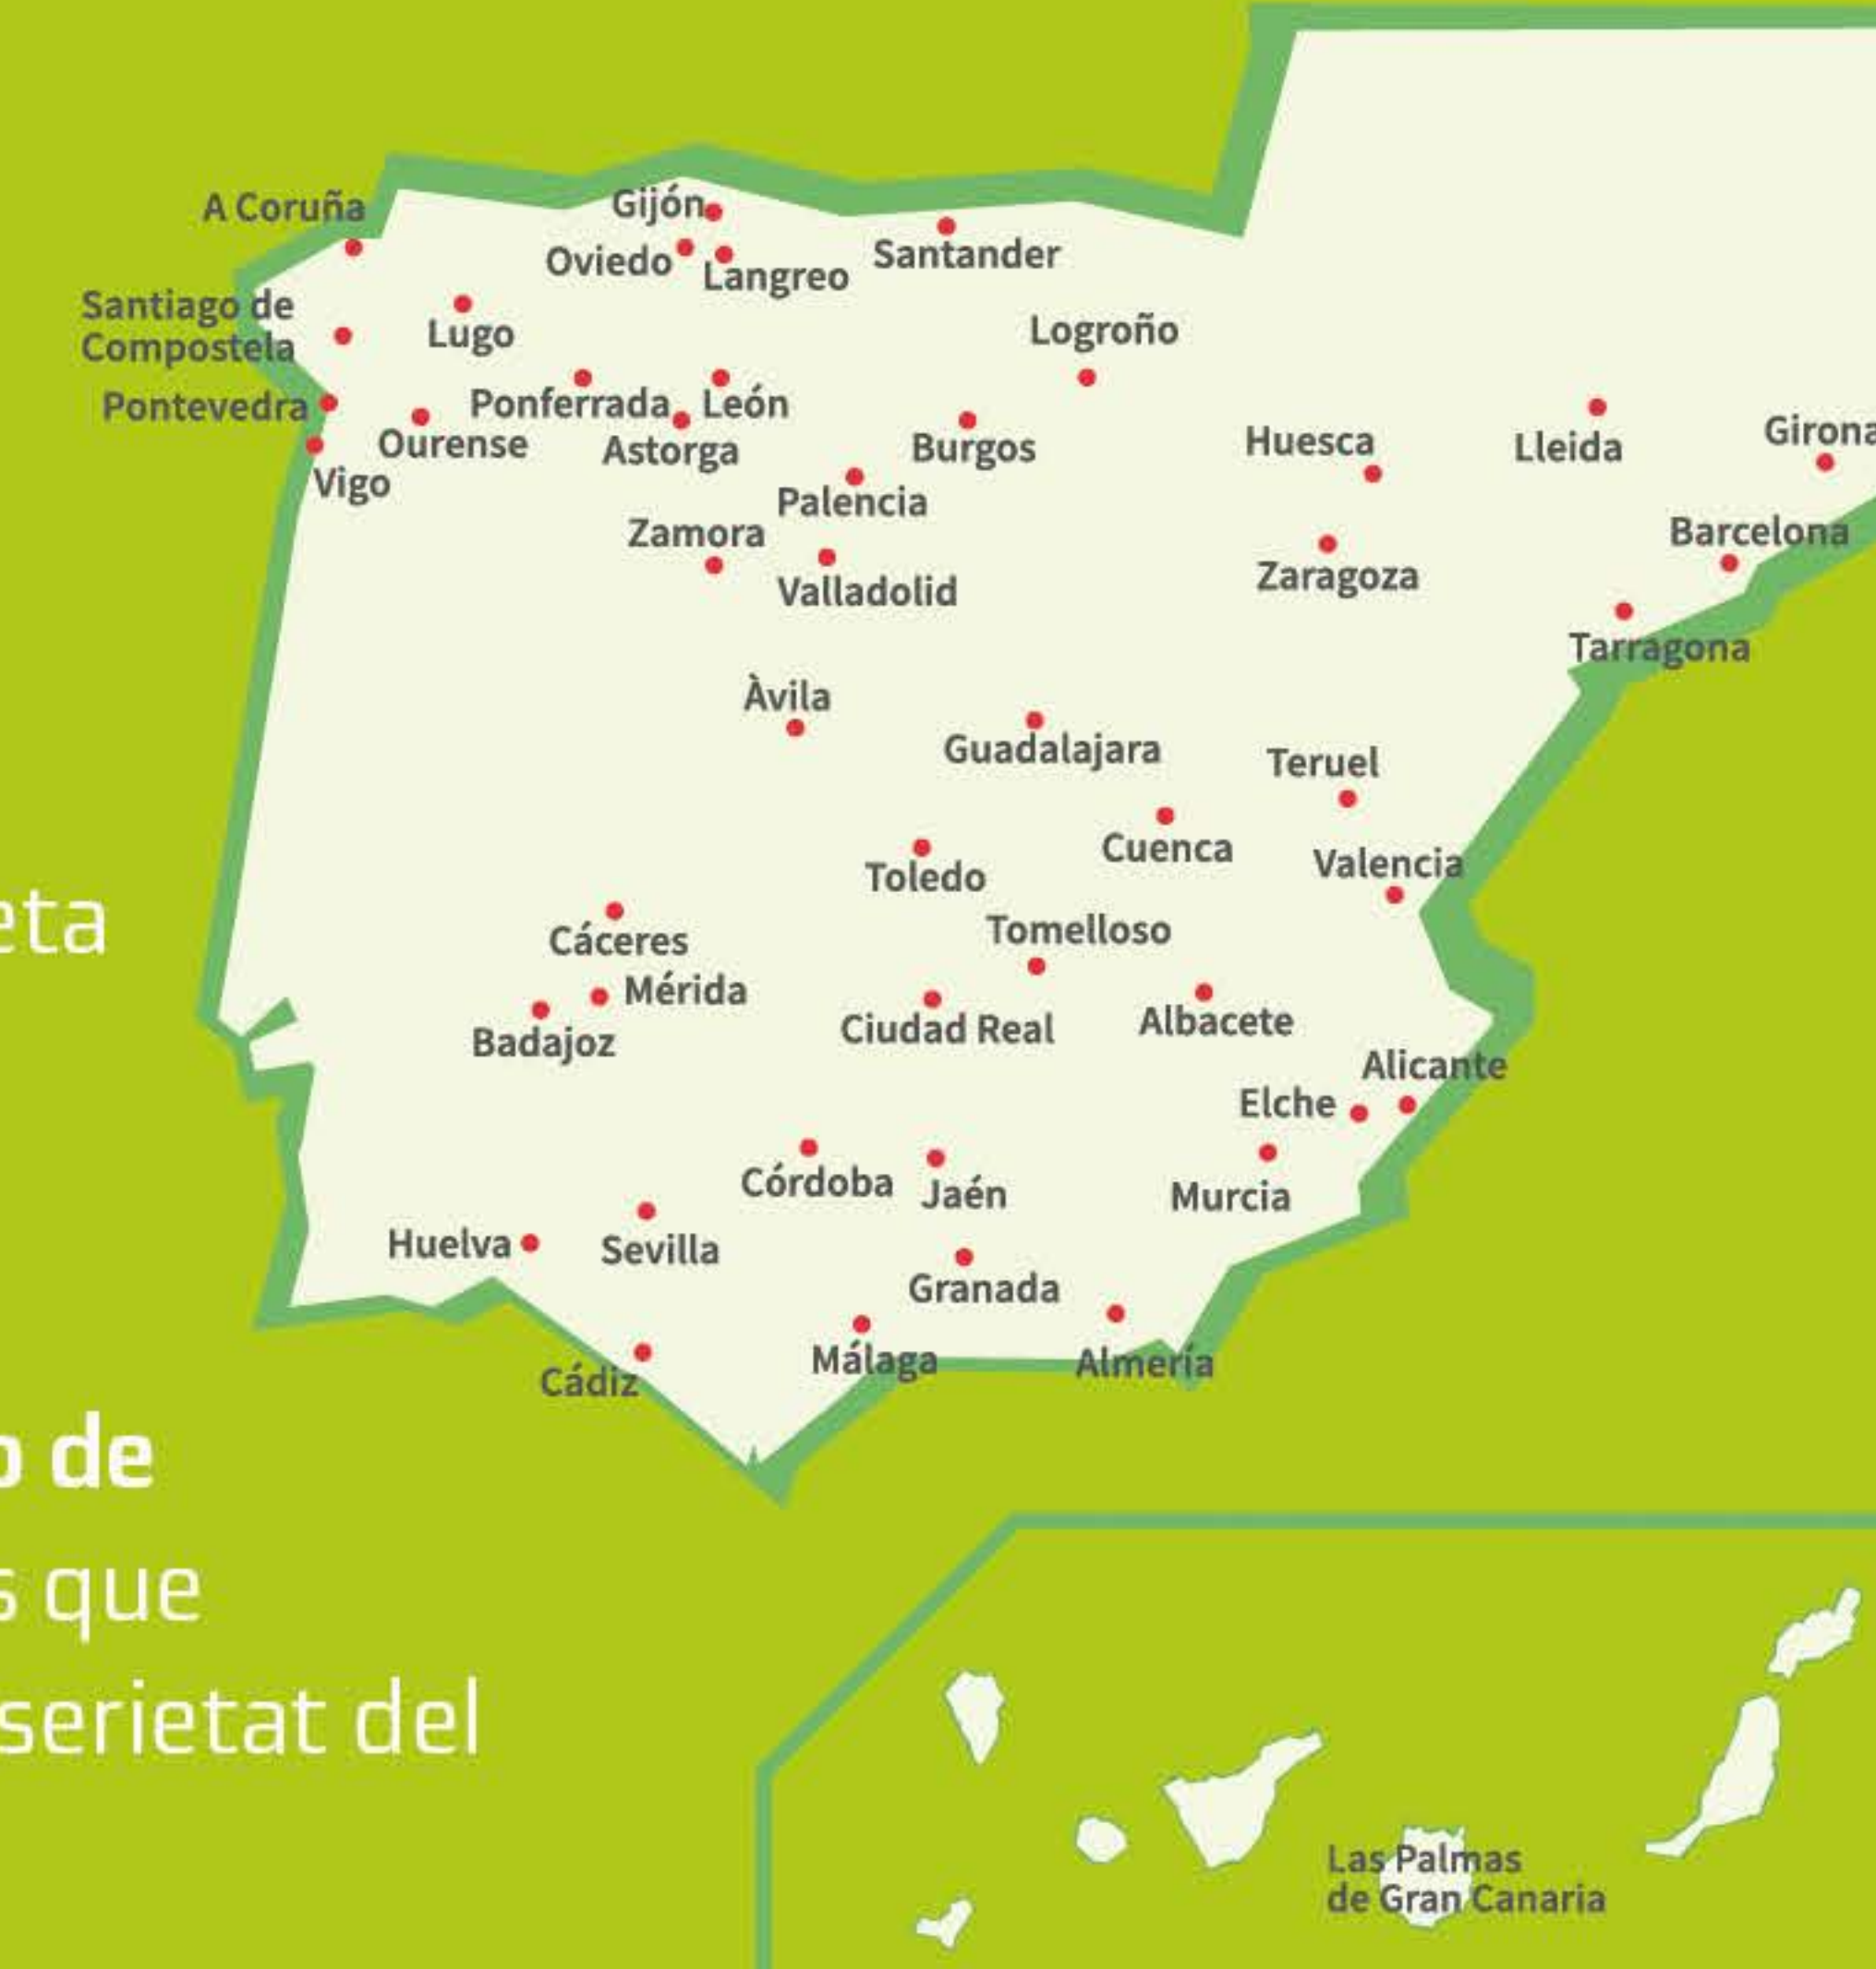 A Coruña
Gijón
Oviedo
Langreo
Santander
Santiago de
Compostela
Lugo
Logroño
Pontevedra
Ponferrada
León
Ourense
Astorga
Burgos
Huesca
Lleida
Girona
Vigo
Palencia
Zamora
Barcelona
Valladolid
Zaragoza
Tarragona
Àvila
Guadalajara
Teruel
Cuenca
Valencia
Toledo
eta
Cáceres
Tomelloso
Mérida
Badajoz
Ciudad Real
Albacete
Alicante
Elche
Córdoba
Jaén
Murcia
Huelva
Sevilla
Granada
Málaga
Almería
Cádiz
o de
s que
serietat del
Las Palmas
de Gran Canaria